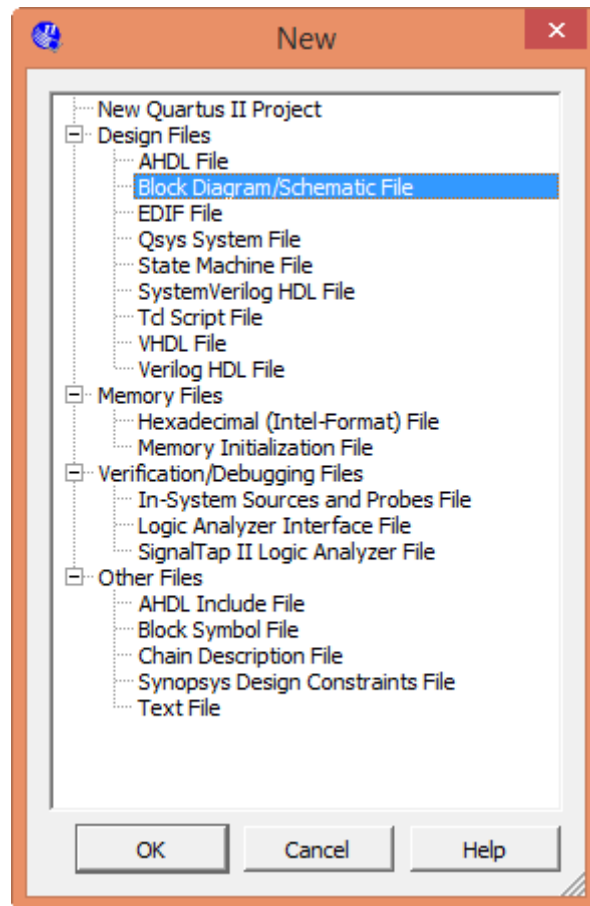 New
New Quartus II Project
Design Files
AHDL File
Block Diagram/Schematic File
EDIF File
Qsys System File
State Machine File
SystemVerilog HDL File
Tcl Script File
VHDL File
Verilog HDL File
Memory Files
Hexadecimal (Intel-Format) File
Memory Initialization File
Verification/Debugging Files
In-System Sources and Probes File
Logic Analyzer Interface File
SignalTap II Logic Analyzer File
Other Files
AHDL Include File
Block Symbol File
Chain Description File
Synopsys Design Constraints File
Text File
OK Cancel Help